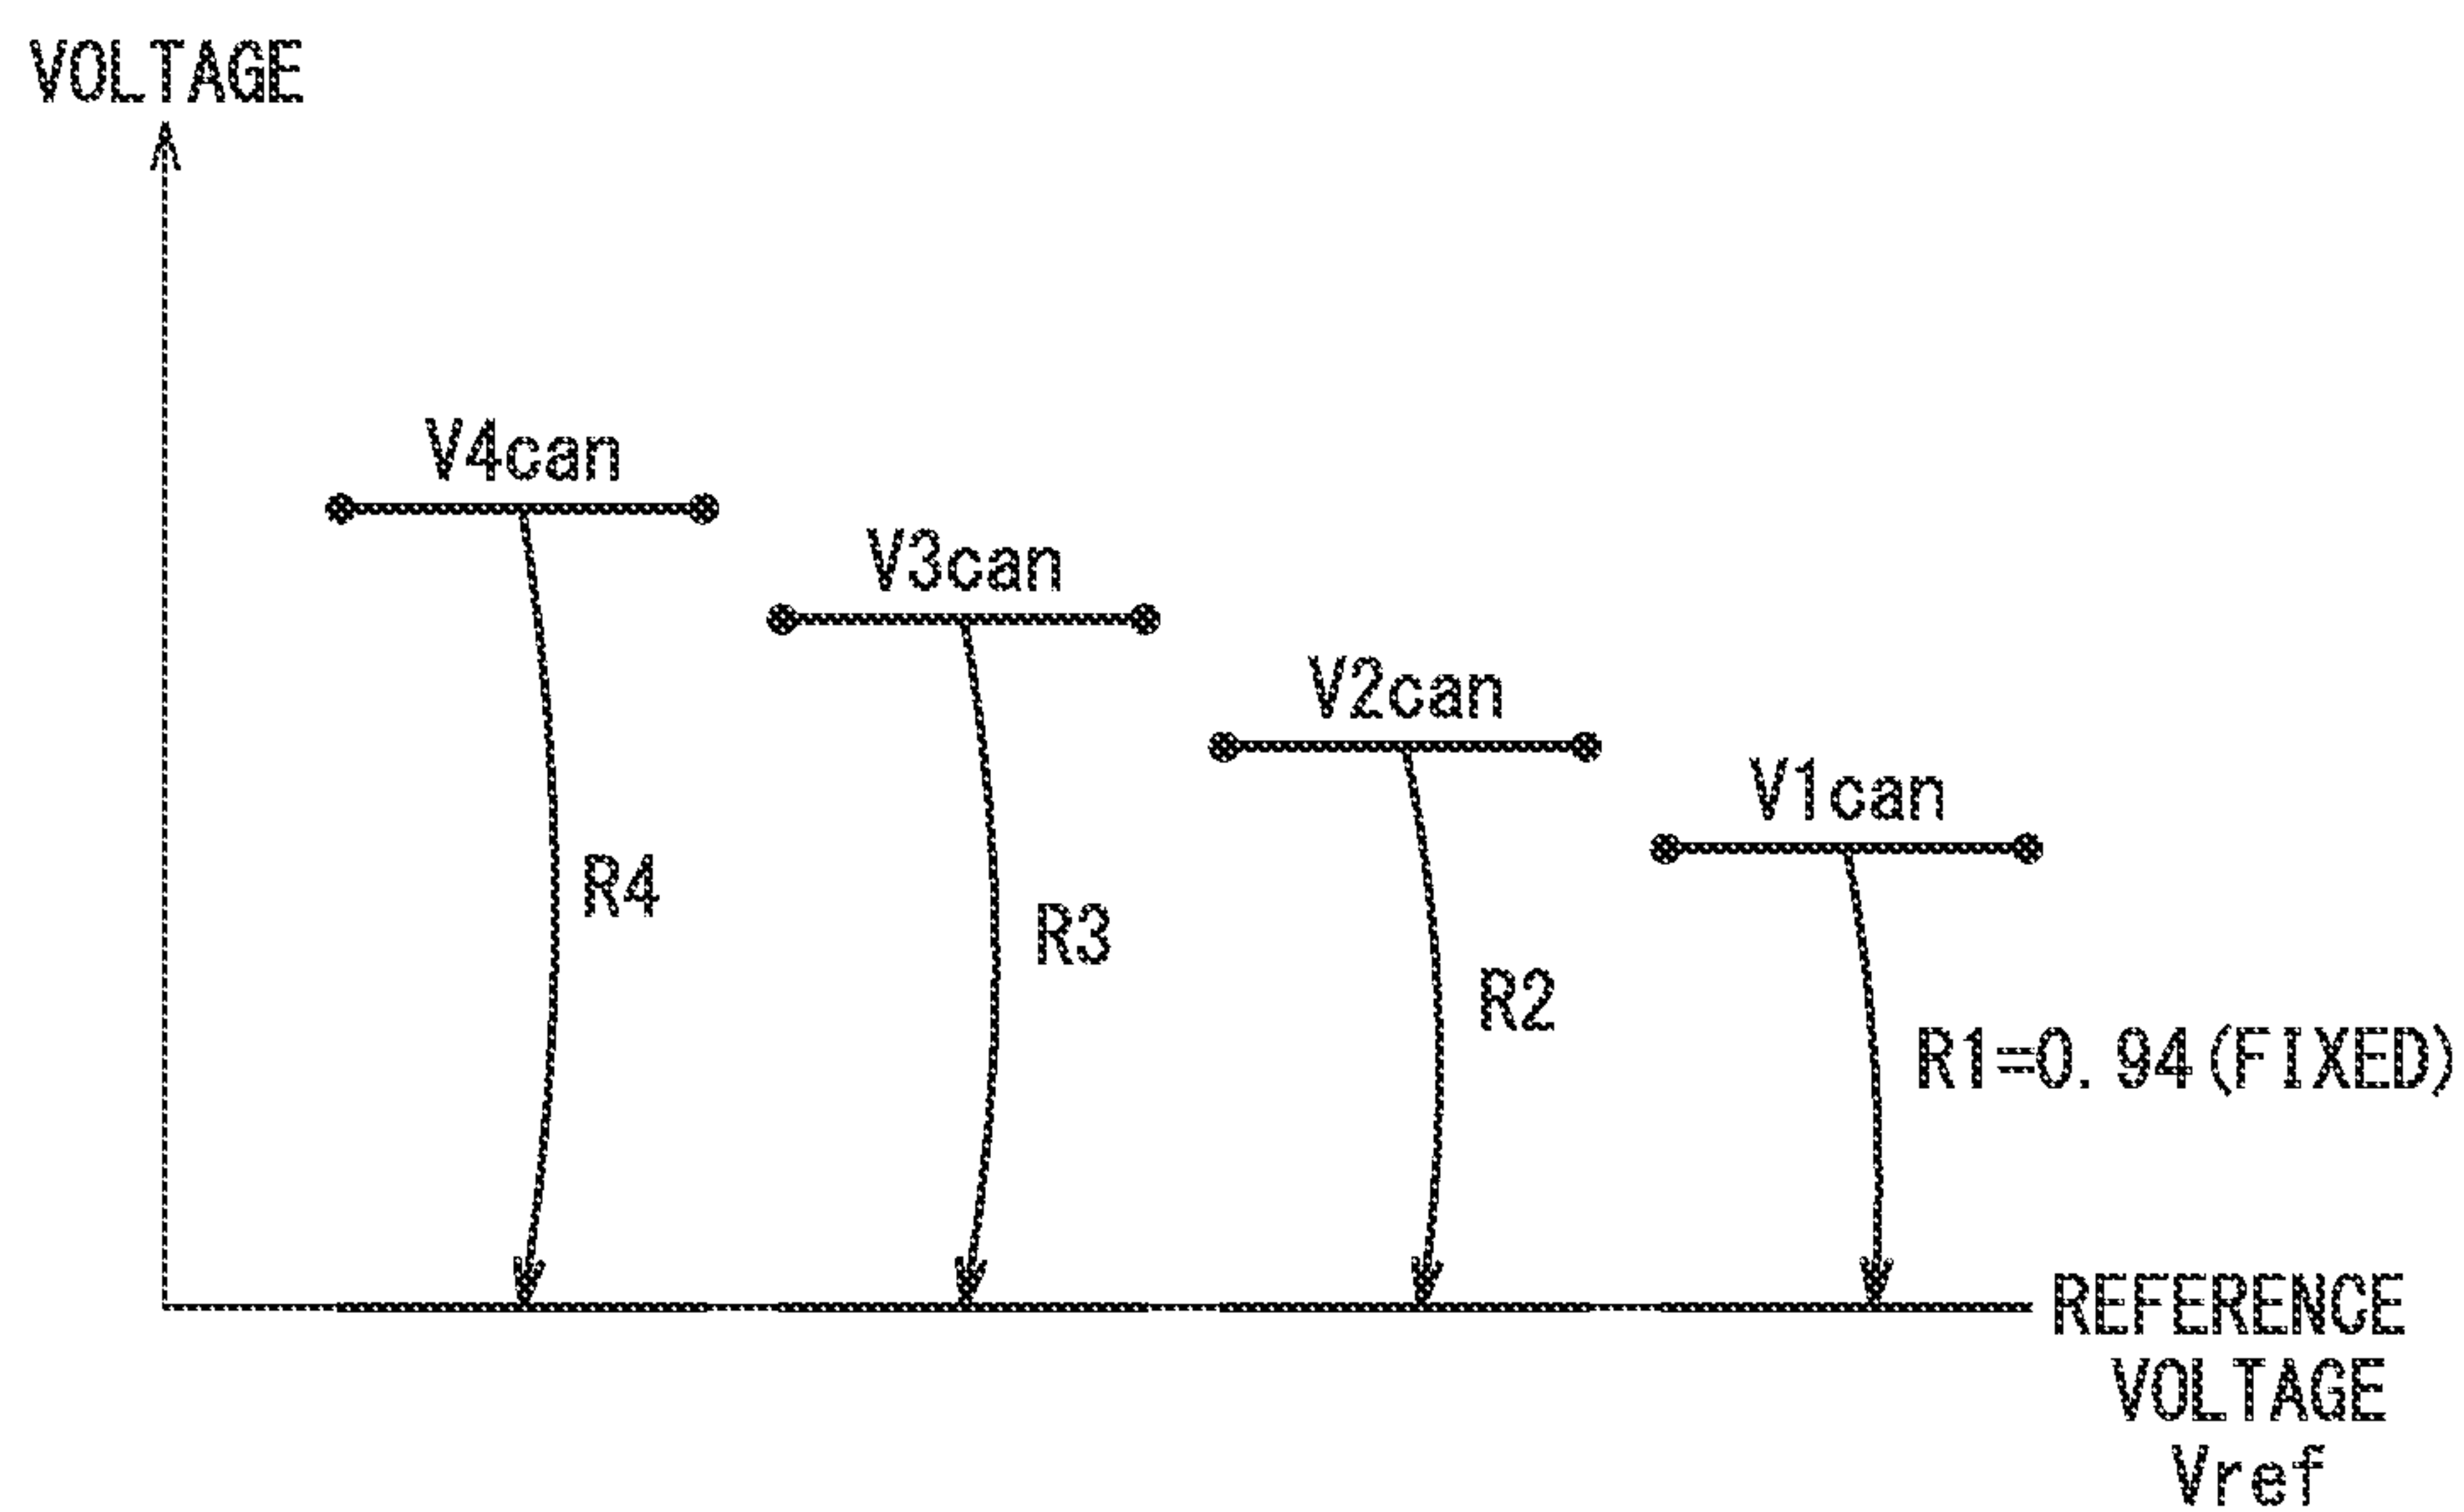 VOLTAGE
V4can
V3can
V2can
V1can
R4
R3
R2
R1=0.94(FIXED)
REFERENCE
VOLTAGE
Vref